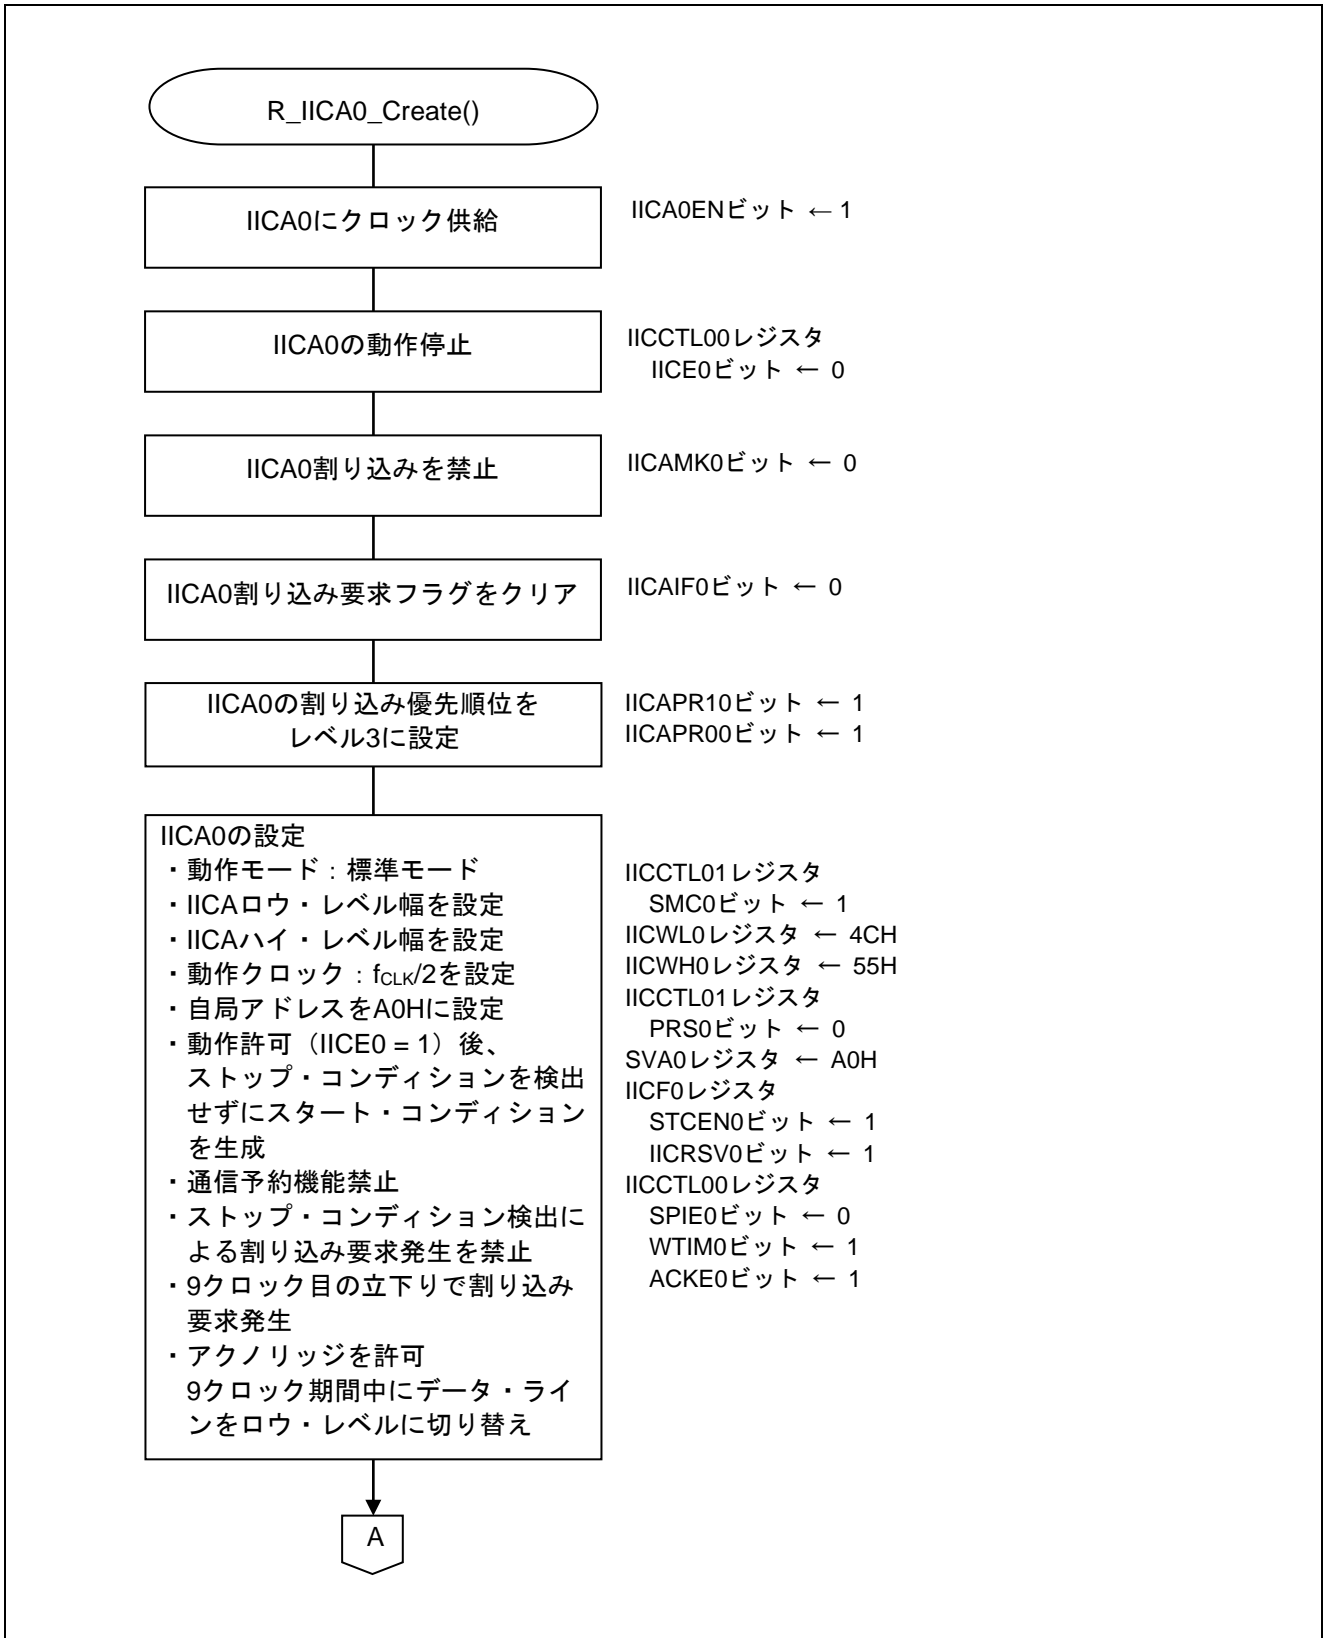 R_IICA0_Create()
IICA0にクロック供給
IICA0ENビット ← 1
IICA0の動作停止
IICCTL00レジスタ
IICE0ビット ← 0
IICA0割り込みを禁止
IICAMK0ビット ← 0
IICA0割り込み要求フラグをクリア
IICAIF0ビット ← 0
IICA0の割り込み優先順位を
レベル3に設定
IICAPR10ビット ← 1
IICAPR00ビット ← 1
IICA0の設定
・動作モード：標準モード
・IICAロウ・レベル幅を設定
・IICAハイ・レベル幅を設定
・動作クロック：fCLK/2を設定
・自局アドレスをA0Hに設定
・動作許可（IICE0 = 1）後、
ストップ・コンディションを検出
せずにスタート・コンディション
を生成
・通信予約機能禁止
・ストップ・コンディション検出に
よる割り込み要求発生を禁止
・9クロック目の立下りで割り込み
要求発生
・アクノリッジを許可
9クロック期間中にデータ・ライ
ンをロウ・レベルに切り替え
IICCTL01レジスタ
SMC0ビット ← 1
IICWL0レジスタ ← 4CH
IICWH0レジスタ ← 55H
IICCTL01レジスタ
PRS0ビット ← 0
SVA0レジスタ ← A0H
IICF0レジスタ
STCEN0ビット ← 1
IICRSV0ビット ← 1
IICCTL00レジスタ
SPIE0ビット ← 0
WTIM0ビット ← 1
ACKE0ビット ← 1
A